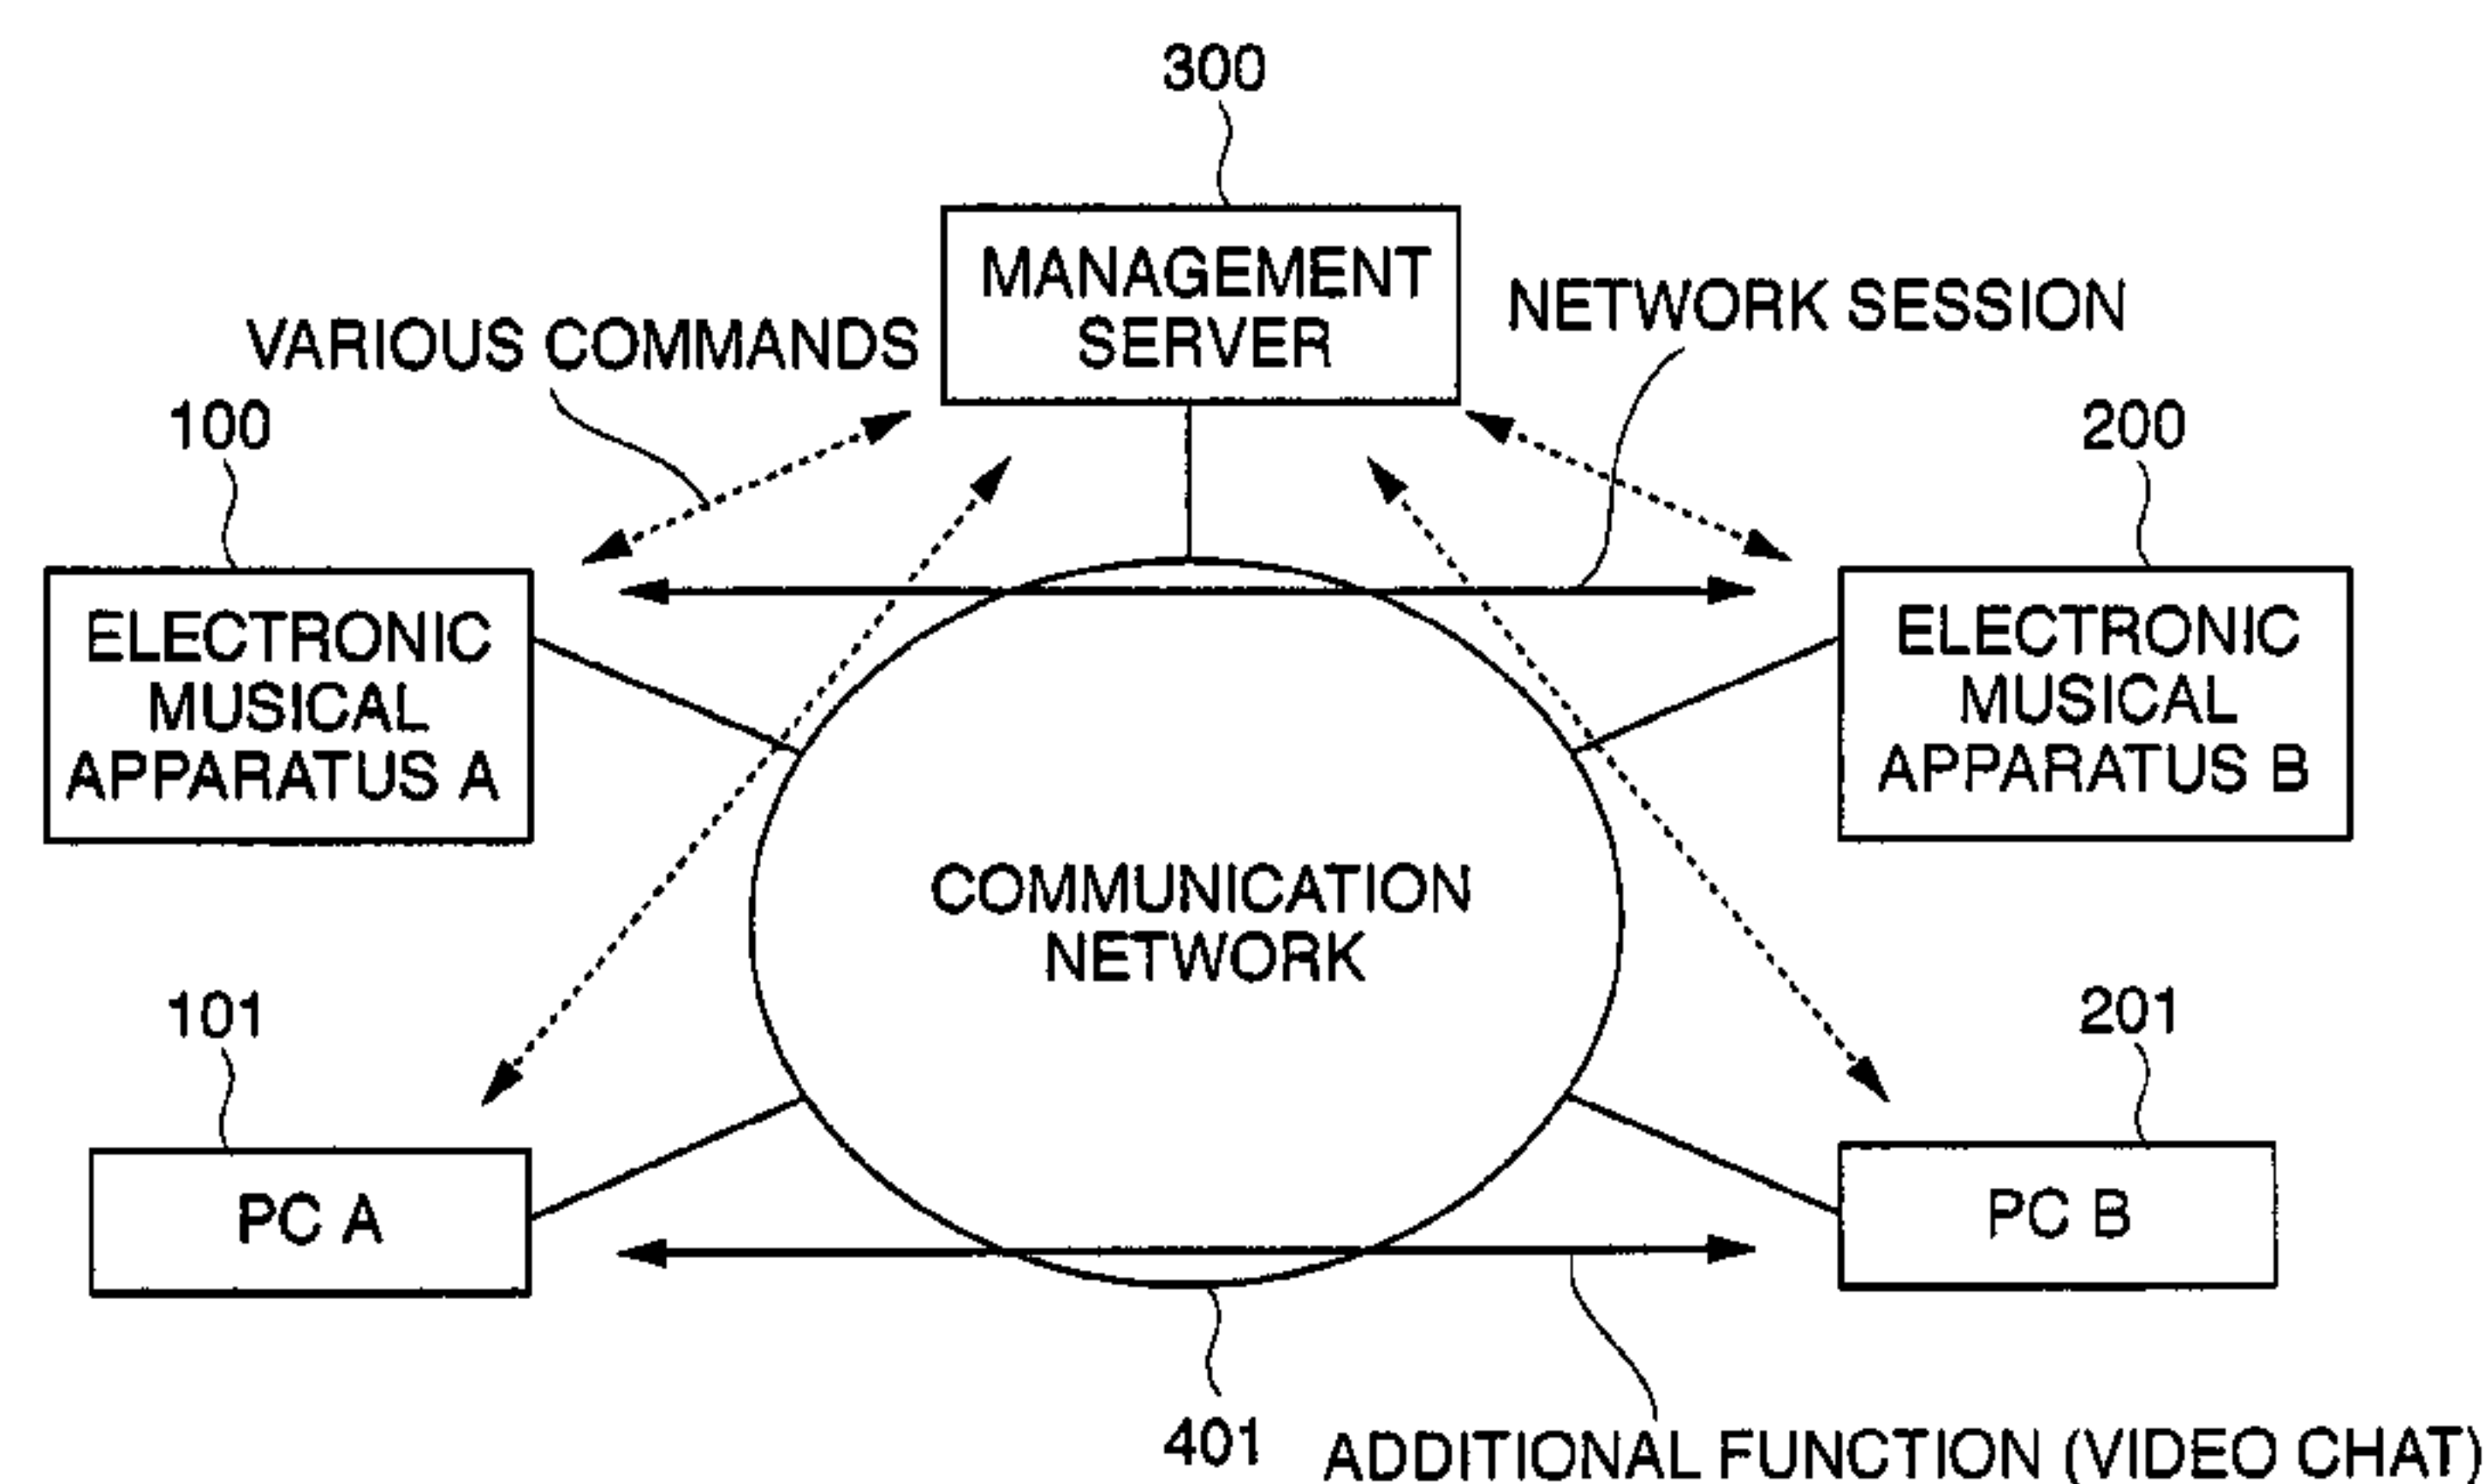 300
MANAGEMENT
SERVER
NETWORK SESSION
VARIOUS COMMANDS
100
200
ELECTRONIC
MUSICAL
APPARATUS A
ELECTRONIC
MUSICAL
APPARATUS B
COMMUNICATION
NETWORK
101
201
PC A
PC B
401
ADDITIONAL FUNCTION (VIDEO CHAT)